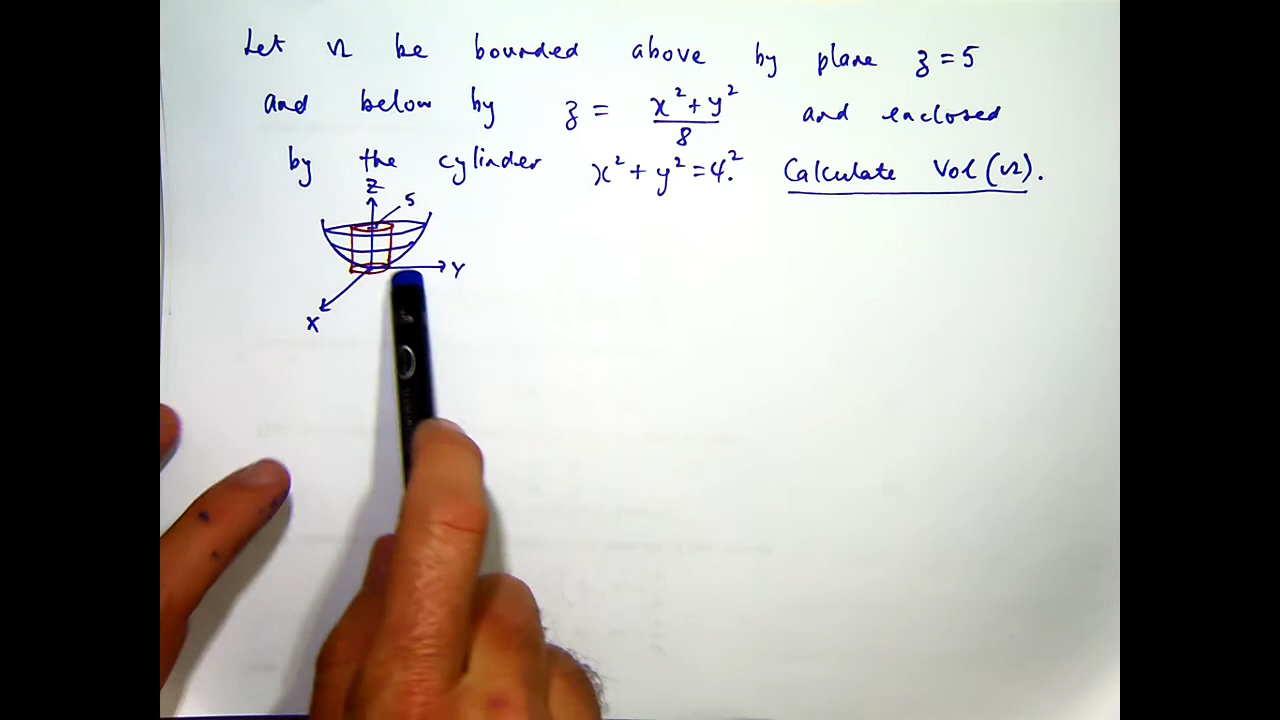 Let Ω be bounded above by plane z = 5
and below by z = (x² + y²)/8 and enclosed
by the cylinder x² + y² = 4². Calculate Vol(Ω).
Z
5
Y
X